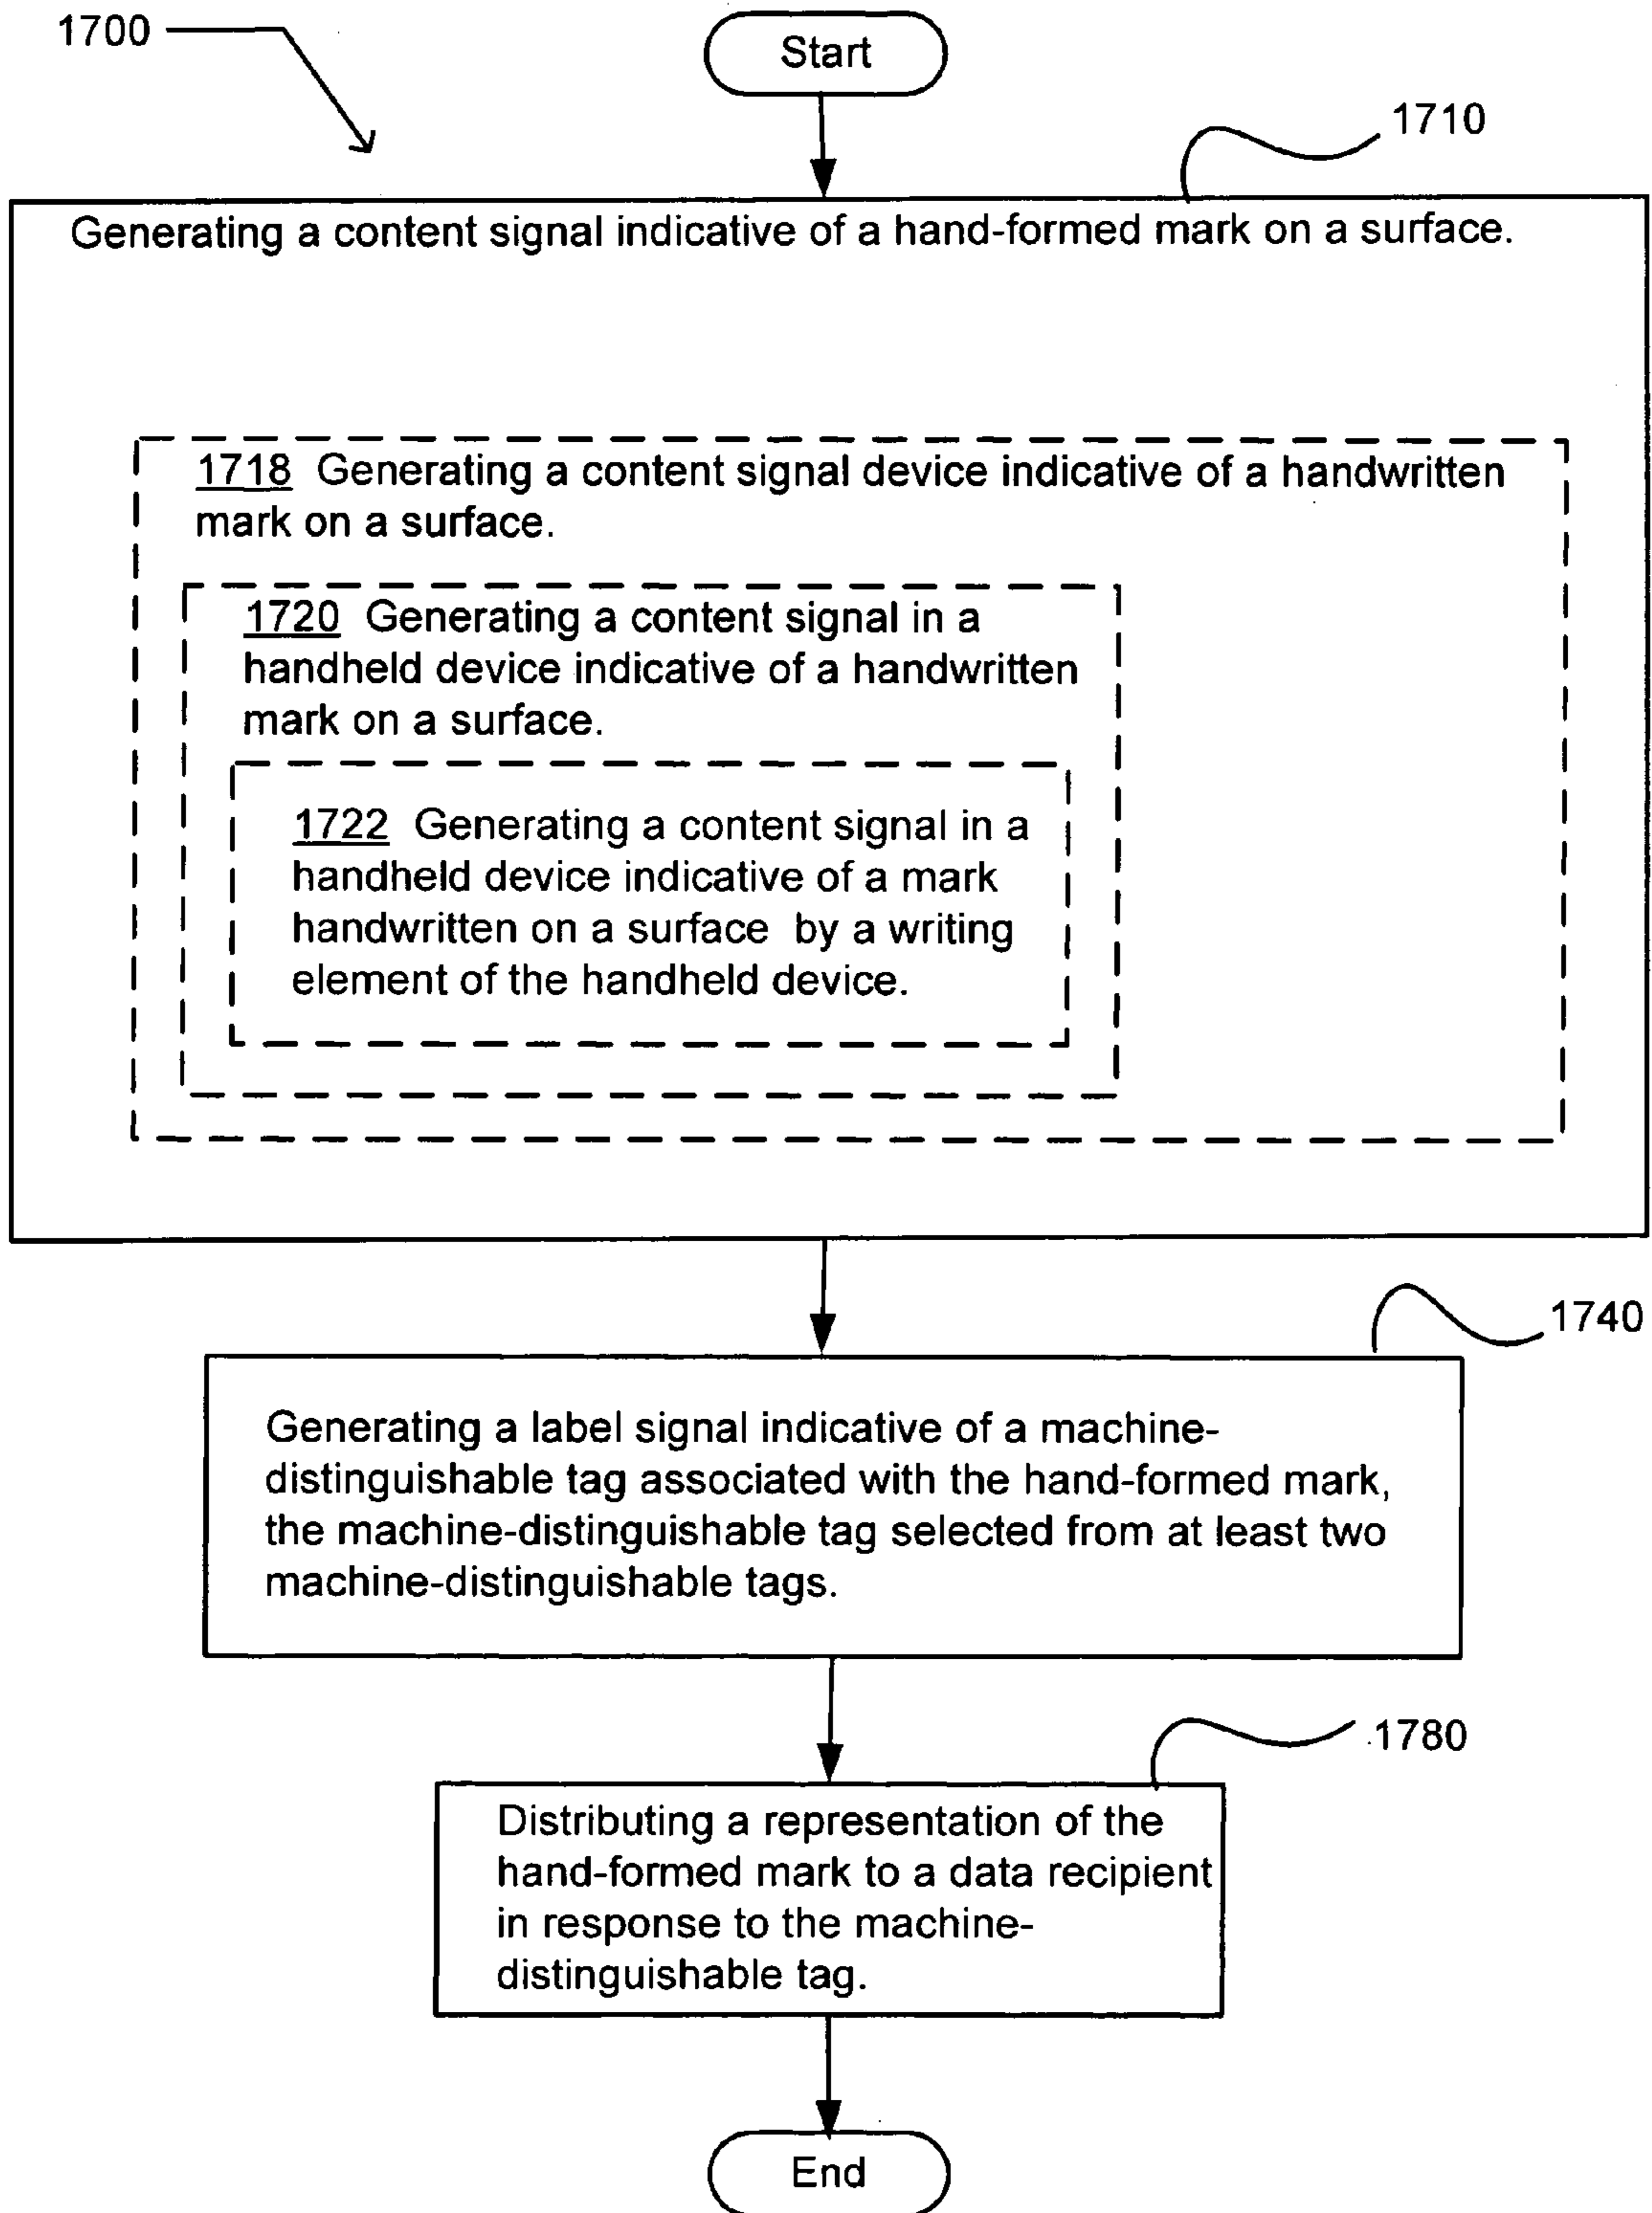 1700
Start
1710
Generating a content signal indicative of a hand-formed mark on a surface.
1718 Generating a content signal device indicative of a handwritten
mark on a surface.
1720 Generating a content signal in a
handheld device indicative of a handwritten
mark on a surface.
1722 Generating a content signal in a
handheld device indicative of a mark
handwritten on a surface by a writing
element of the handheld device.
1740
Generating a label signal indicative of a machine-
distinguishable tag associated with the hand-formed mark,
the machine-distinguishable tag selected from at least two
machine-distinguishable tags.
1780
Distributing a representation of the
hand-formed mark to a data recipient
in response to the machine-
distinguishable tag.
End